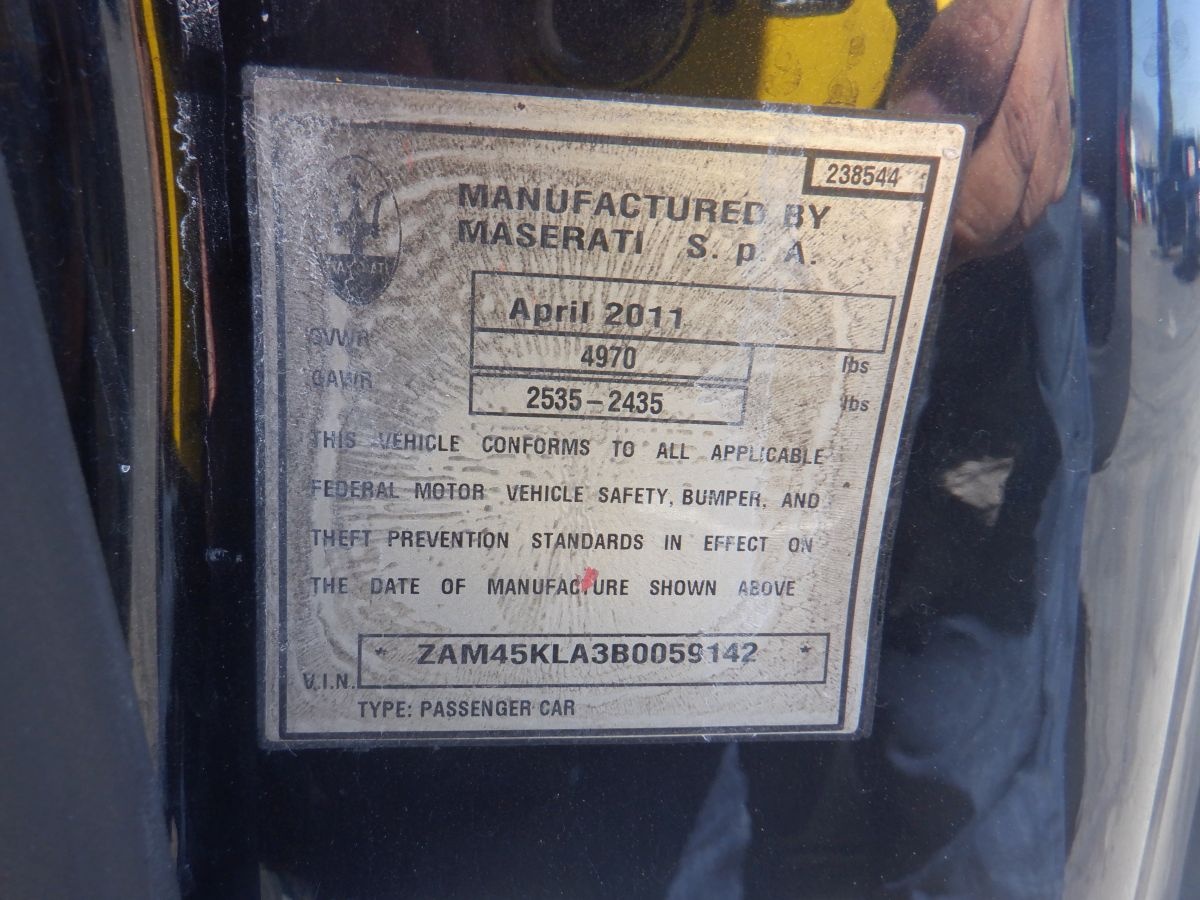 238544
MANUFACTURED BY
MASERATI S. p. A.
April 2011
GVWR 4970 lbs
GAWR 2535-2435 lbs
THIS VEHICLE CONFORMS TO ALL APPLICABLE
FEDERAL MOTOR VEHICLE SAFETY, BUMPER, AND
THEFT PREVENTION STANDARDS IN EFFECT ON
THE DATE OF MANUFACTURE SHOWN ABOVE
V.I.N. * ZAM45KLA3B0059142 *
TYPE: PASSENGER CAR